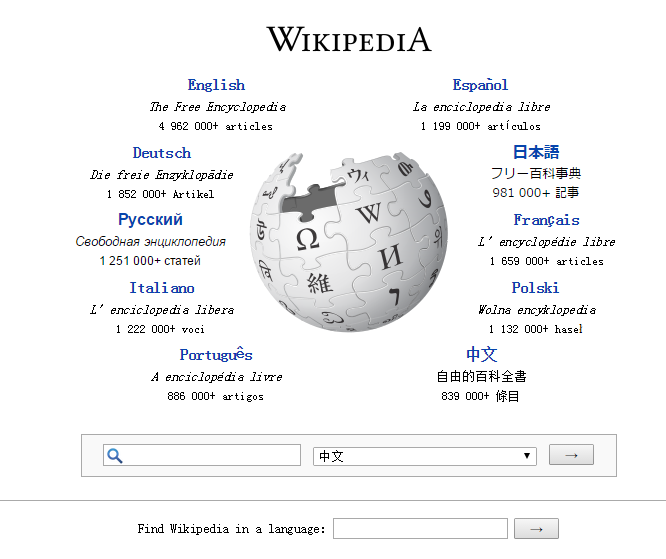 WIKIPEDIA
English
The Free Encyclopedia
4 962 000+ articles
Español
La enciclopedia libre
1 199 000+ artículos
Deutsch
Die freie Enzyklopädie
1 852 000+ Artikel
日本語
フリー百科事典
981 000+ 記事
Русский
Свободная энциклопедия
1 251 000+ статей
Français
L’encyclopédie libre
1 659 000+ articles
Italiano
L’enciclopedia libera
1 222 000+ voci
Polski
Wolna encyklopedia
1 132 000+ haseł
Português
A enciclopédia livre
886 000+ artigos
中文
自由的百科全書
839 000+ 條目
Ω
W
И
維
ウィ
7
中文
→
Find Wikipedia in a language:
→